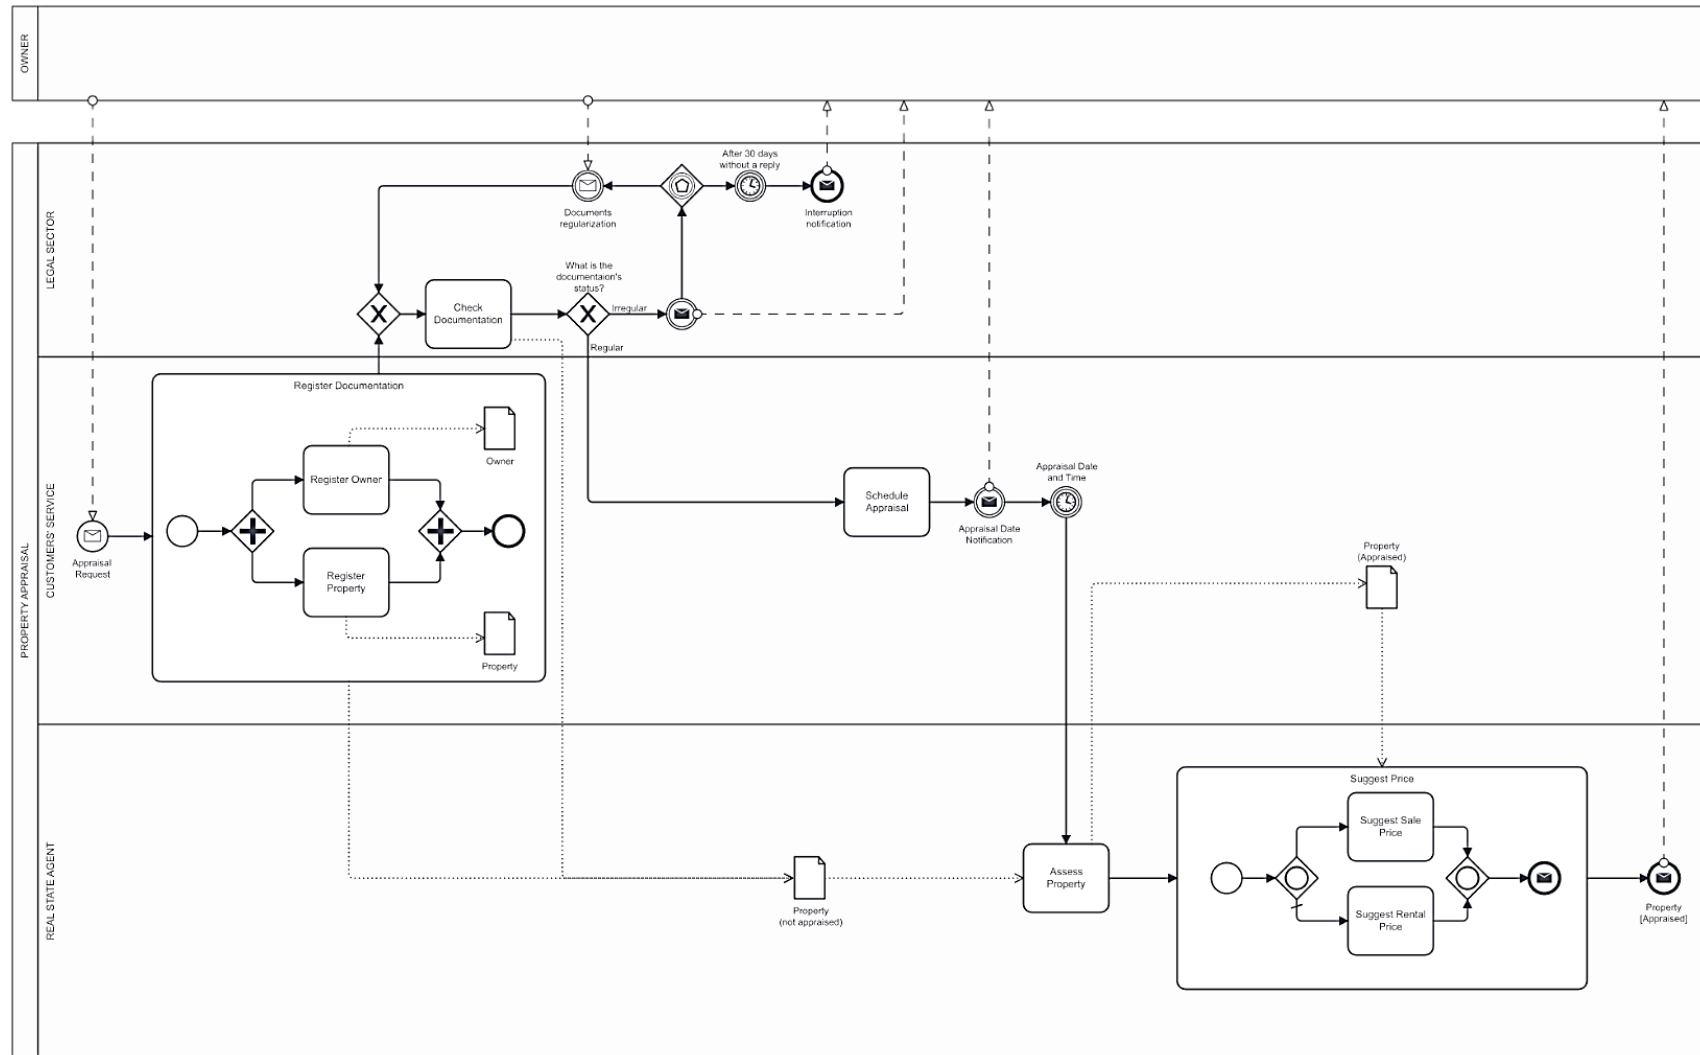 OWNER
PROPERTY APPRAISAL
LEGAL SECTOR
After 30 days
without a reply
Documents
regularization
Interruption
notification
What is the
documentaion's
status?
Check
Documentation
Irregular
Regular
CUSTOMERS' SERVICE
Register Documentation
Owner
Register Owner
Register
Property
Property
Appraisal
Request
Schedule
Appraisal
Appraisal Date
and Time
Appraisal Date
Notification
Property
(Appraised)
REAL STATE AGENT
Property
(not appraised)
Assess
Property
Suggest Price
Suggest Sale
Price
Suggest Rental
Price
Property
[Appraised]